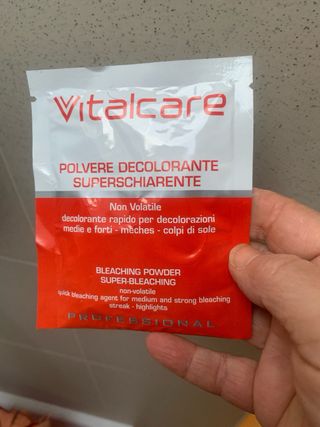 Vitalcare
POLVERE DECOLORANTE
SUPERSCHIARENTE
Non Volatile
decolorante rapido per decolorazioni
medie e forti - mèches - colpi di sole
BLEACHING POWDER
SUPER-BLEACHING
non-volatile
quick bleaching agent for medium and strong bleaching
streak - highlights
PROFESSIONAL